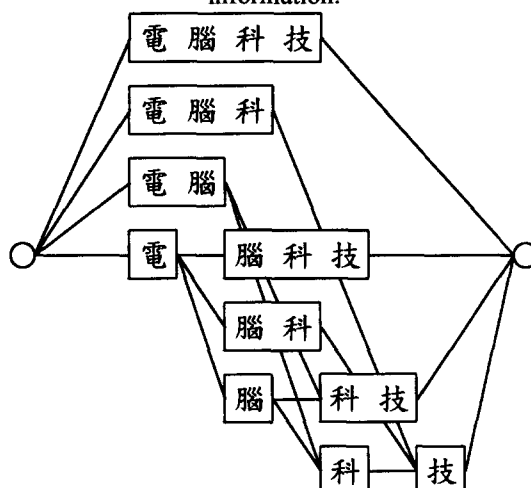 information.
電腦科技
電腦科
電腦
電 腦科技
腦科
腦 科技
科 技